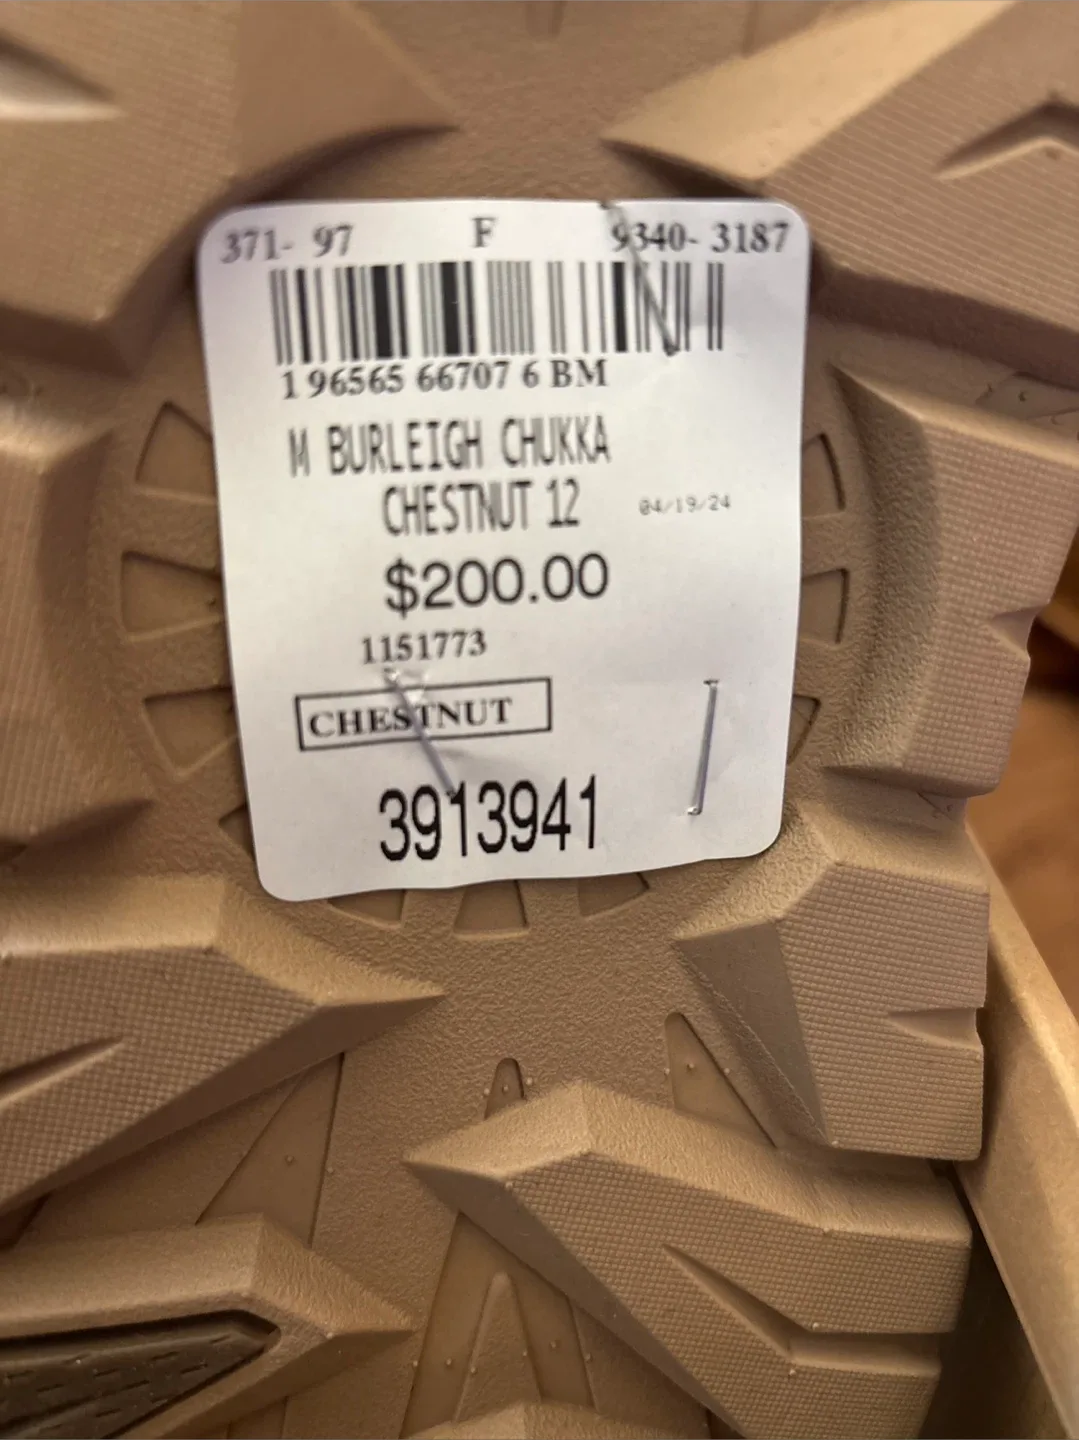 371- 97 F 9340- 3187
1 96565 66707 6 BM
M BURLEIGH CHUKKA
CHESTNUT 12 04/19/24
$200.00
1151773
CHESTNUT
3913941